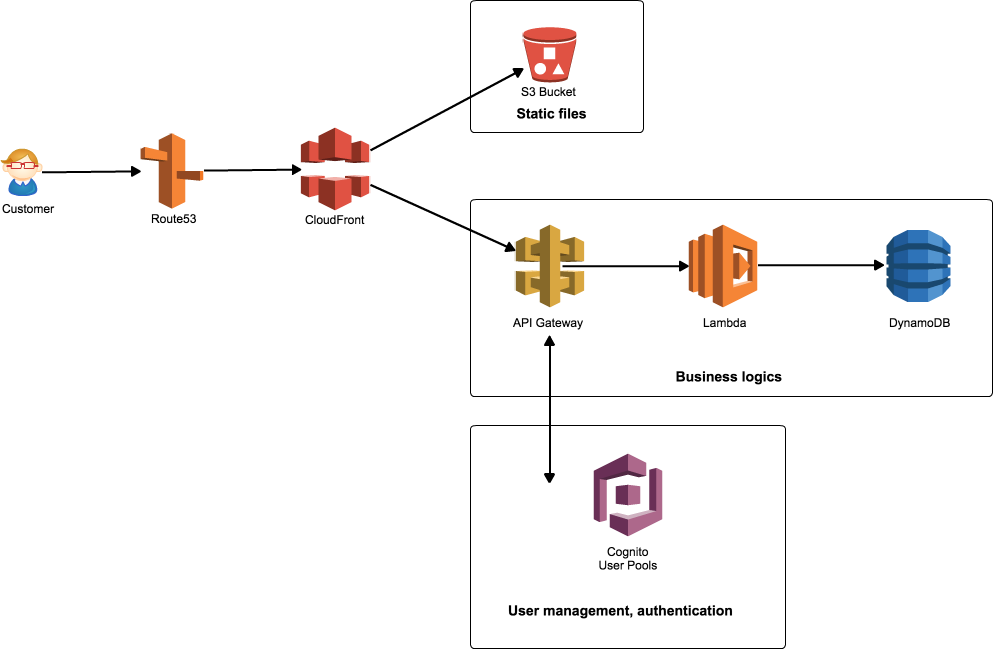 S3 Bucket
Static files
Customer
Route53
CloudFront
API Gateway
Lambda
DynamoDB
Business logics
Cognito
User Pools
User management, authentication